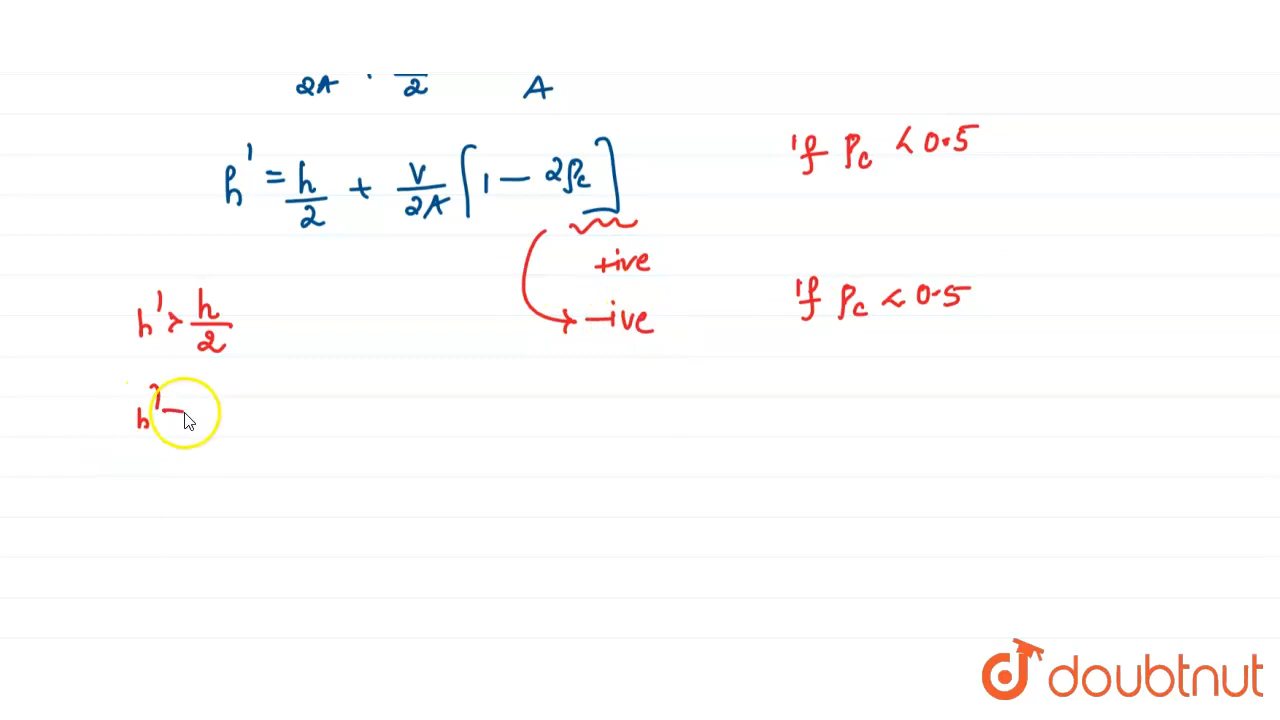 2A · 2 A
h' = h/2 + V/2A [1 - 2ρc] if ρc < 0.5
+ive
h' > h/2 -ive if ρc < 0.5
h' -
doubtnut